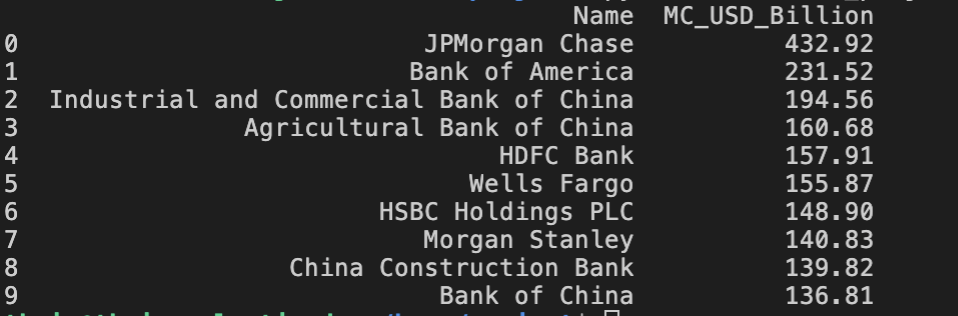 Name MC_USD_Billion
0 JPMorgan Chase 432.92
1 Bank of America 231.52
2 Industrial and Commercial Bank of China 194.56
3 Agricultural Bank of China 160.68
4 HDFC Bank 157.91
5 Wells Fargo 155.87
6 HSBC Holdings PLC 148.90
7 Morgan Stanley 140.83
8 China Construction Bank 139.82
9 Bank of China 136.81